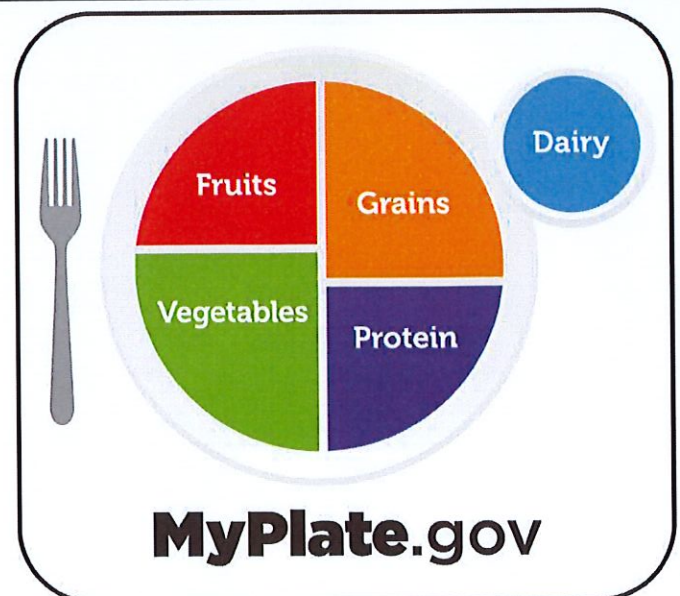 Fruits
Grains
Dairy
Vegetables
Protein
MyPlate.gov